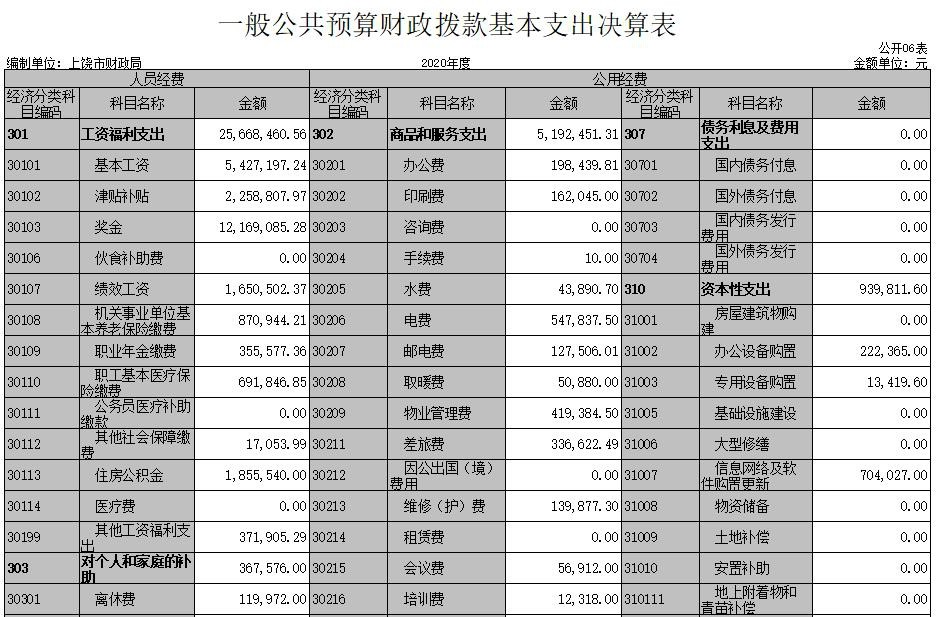 一般公共预算财政拨款基本支出决算表
公开06表
编制单位：上饶市财政局 2020年度 金额单位：元
人员经费 公用经费
经济分类科目编码 科目名称 金额 经济分类科目编码 科目名称 金额 经济分类科目编码 科目名称 金额
301 工资福利支出 25,668,460.56 302 商品和服务支出 5,192,451.31 307 债务利息及费用支出 0.00
30101 基本工资 5,427,197.24 30201 办公费 198,439.81 30701 国内债务付息 0.00
30102 津贴补贴 2,258,807.97 30202 印刷费 162,045.00 30702 国外债务付息 0.00
30103 奖金 12,169,085.28 30203 咨询费 0.00 30703 国内债务发行费用 0.00
30106 伙食补助费 0.00 30204 手续费 10.00 30704 国外债务发行费用 0.00
30107 绩效工资 1,650,502.37 30205 水费 43,890.70 310 资本性支出 939,811.60
30108 机关事业单位基本养老保险缴费 870,944.21 30206 电费 547,837.50 31001 房屋建筑物购建 0.00
30109 职业年金缴费 355,577.36 30207 邮电费 127,506.01 31002 办公设备购置 222,365.00
30110 职工基本医疗保险缴费 691,846.85 30208 取暖费 50,880.00 31003 专用设备购置 13,419.60
30111 公务员医疗补助缴款 0.00 30209 物业管理费 419,384.50 31005 基础设施建设 0.00
30112 其他社会保障缴费 17,053.99 30211 差旅费 336,622.49 31006 大型修缮 0.00
30113 住房公积金 1,855,540.00 30212 因公出国（境）费用 0.00 31007 信息网络及软件购置更新 704,027.00
30114 医疗费 0.00 30213 维修（护）费 139,877.30 31008 物资储备 0.00
30199 其他工资福利支出 371,905.29 30214 租赁费 0.00 31009 土地补偿 0.00
303 对个人和家庭的补助 367,576.00 30215 会议费 56,912.00 31010 安置补助 0.00
30301 离休费 119,972.00 30216 培训费 12,318.00 310111 地上附着物和青苗补偿 0.00